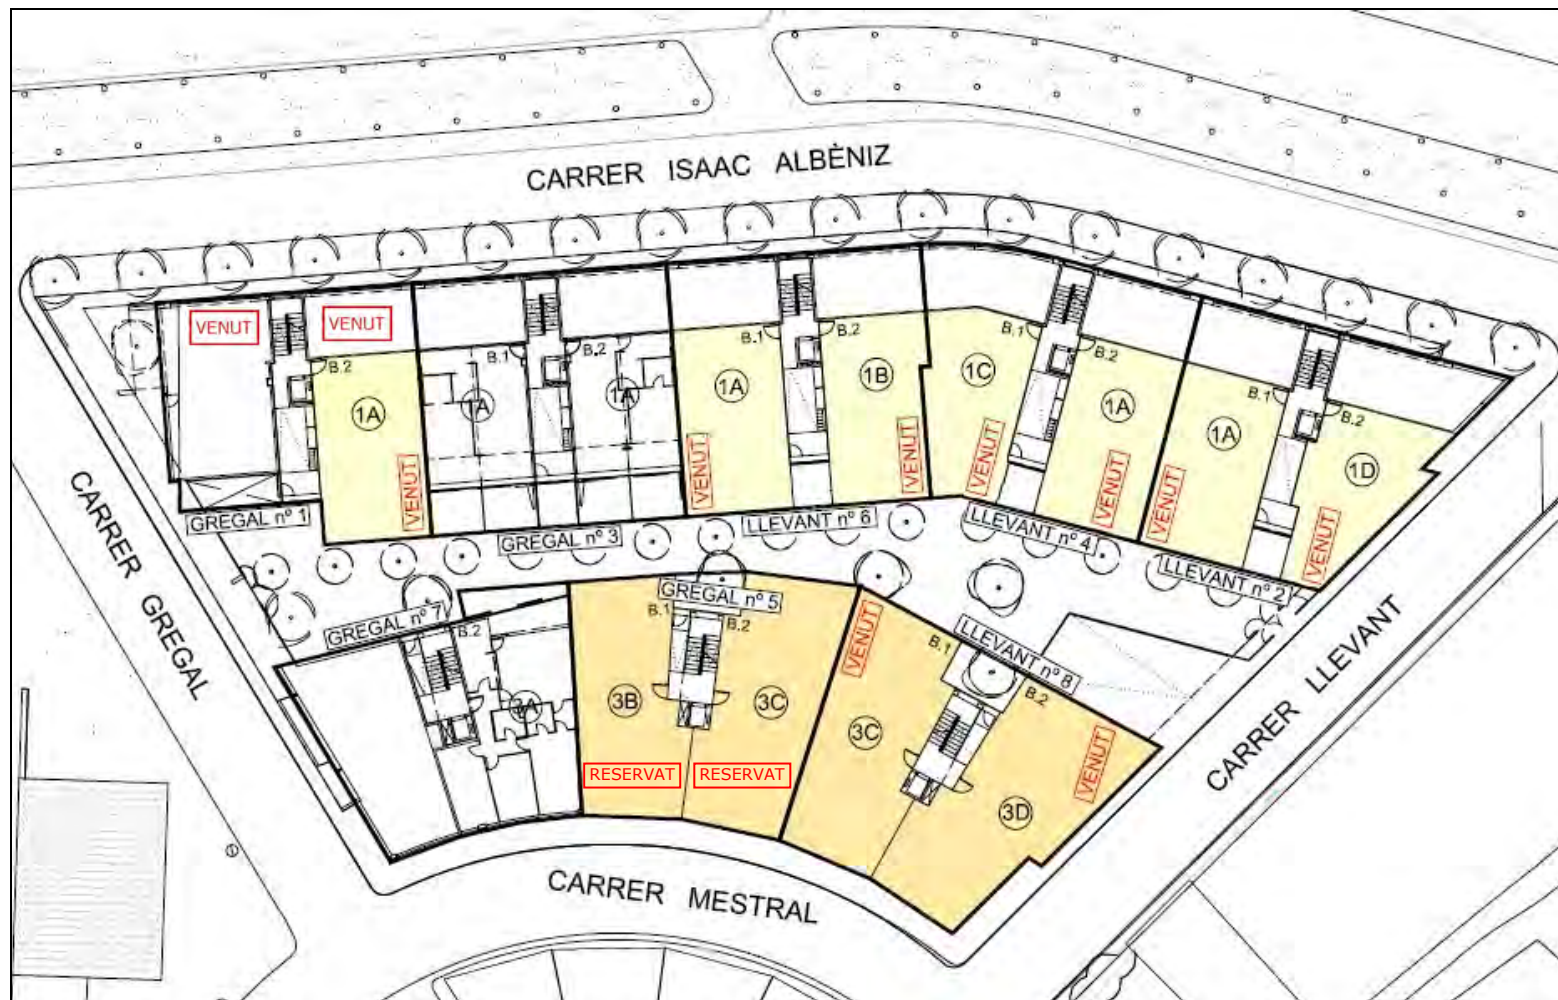 CARRER ISAAC ALBÈNIZ
VENUT
VENUT
B.2
1A
VENUT
GREGAL nº 1
B.1
B.2
1A
1A
GREGAL nº 3
B.1
B.2
1A
1B
VENUT
VENUT
LLEVANT nº 6
B.1
B.2
1C
1A
VENUT
VENUT
LLEVANT nº 4
B.1
B.2
1A
1D
VENUT
VENUT
LLEVANT nº 2
CARRER GREGAL
GREGAL nº 7
B.2
3A
GREGAL nº 5
B.1
B.2
3B
3C
RESERVAT
RESERVAT
LLEVANT nº 8
B.1
B.2
VENUT
3C
VENUT
3D
CARRER LLEVANT
CARRER MESTRAL